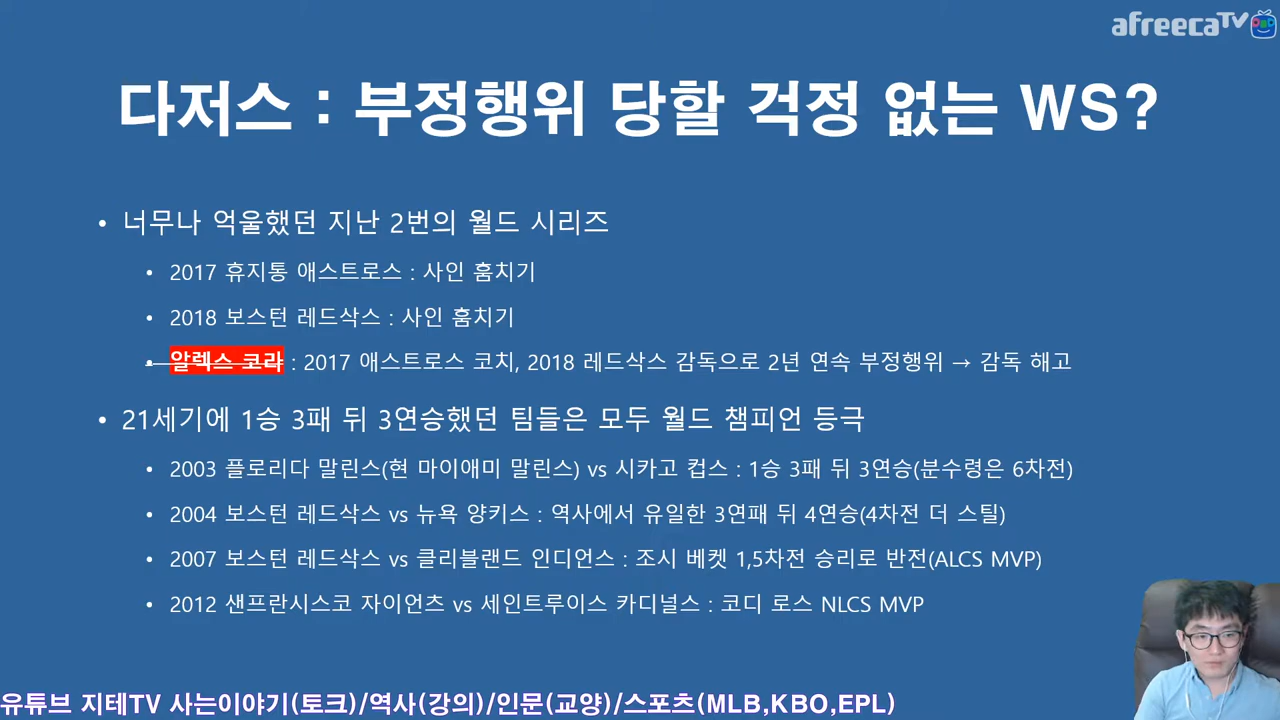 afreecaTV
다저스 : 부정행위 당할 걱정 없는 WS?
• 너무나 억울했던 지난 2번의 월드 시리즈
• 2017 휴지통 애스트로스 : 사인 훔치기
• 2018 보스턴 레드삭스 : 사인 훔치기
• 알렉스 코라 : 2017 애스트로스 코치, 2018 레드삭스 감독으로 2년 연속 부정행위 → 감독 해고
• 21세기에 1승 3패 뒤 3연승했던 팀들은 모두 월드 챔피언 등극
• 2003 플로리다 말린스(현 마이애미 말린스) vs 시카고 컵스 : 1승 3패 뒤 3연승(분수령은 6차전)
• 2004 보스턴 레드삭스 vs 뉴욕 양키스 : 역사에서 유일한 3연패 뒤 4연승(4차전 더 스틸)
• 2007 보스턴 레드삭스 vs 클리블랜드 인디언스 : 조시 베켓 1,5차전 승리로 반전(ALCS MVP)
• 2012 샌프란시스코 자이언츠 vs 세인트루이스 카디널스 : 코디 로스 NLCS MVP
유튜브 지테TV 사는이야기(토크)/역사(강의)/인문(교양)/스포츠(MLB,KBO,EPL)